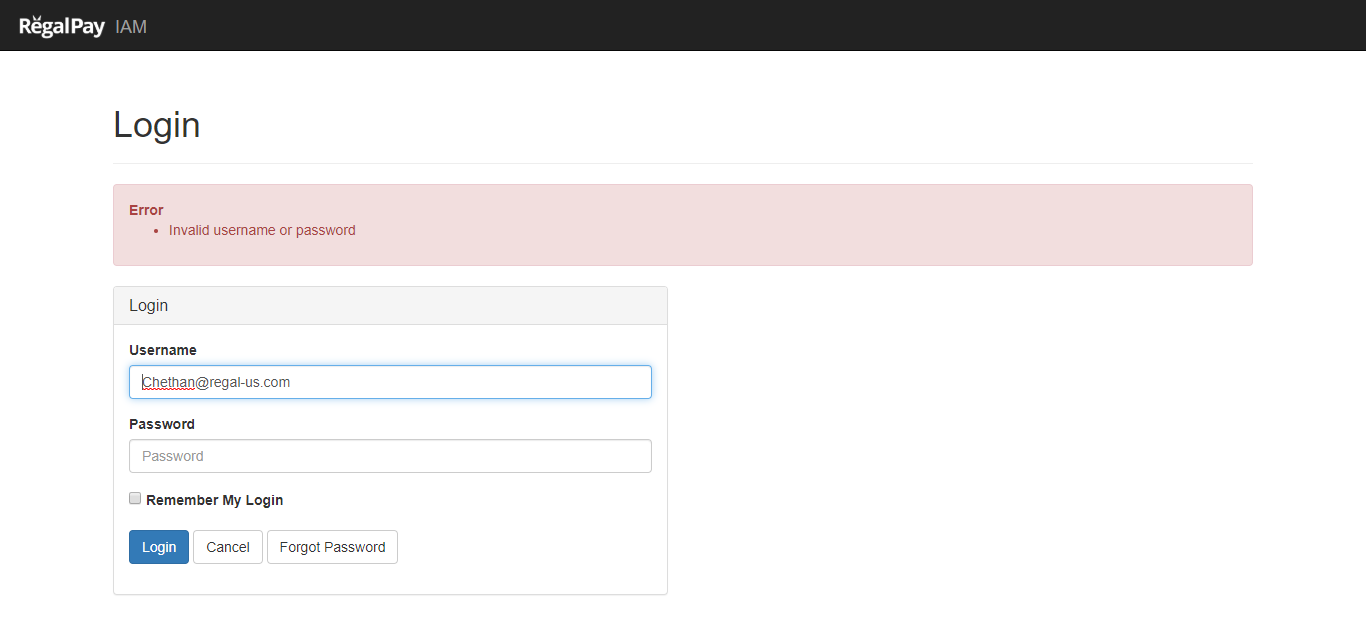 RegalPay IAM
Login
Error
Invalid username or password
Login
Username
Chethan@regal-us.com
Password
Password
Remember My Login
Login Cancel Forgot Password